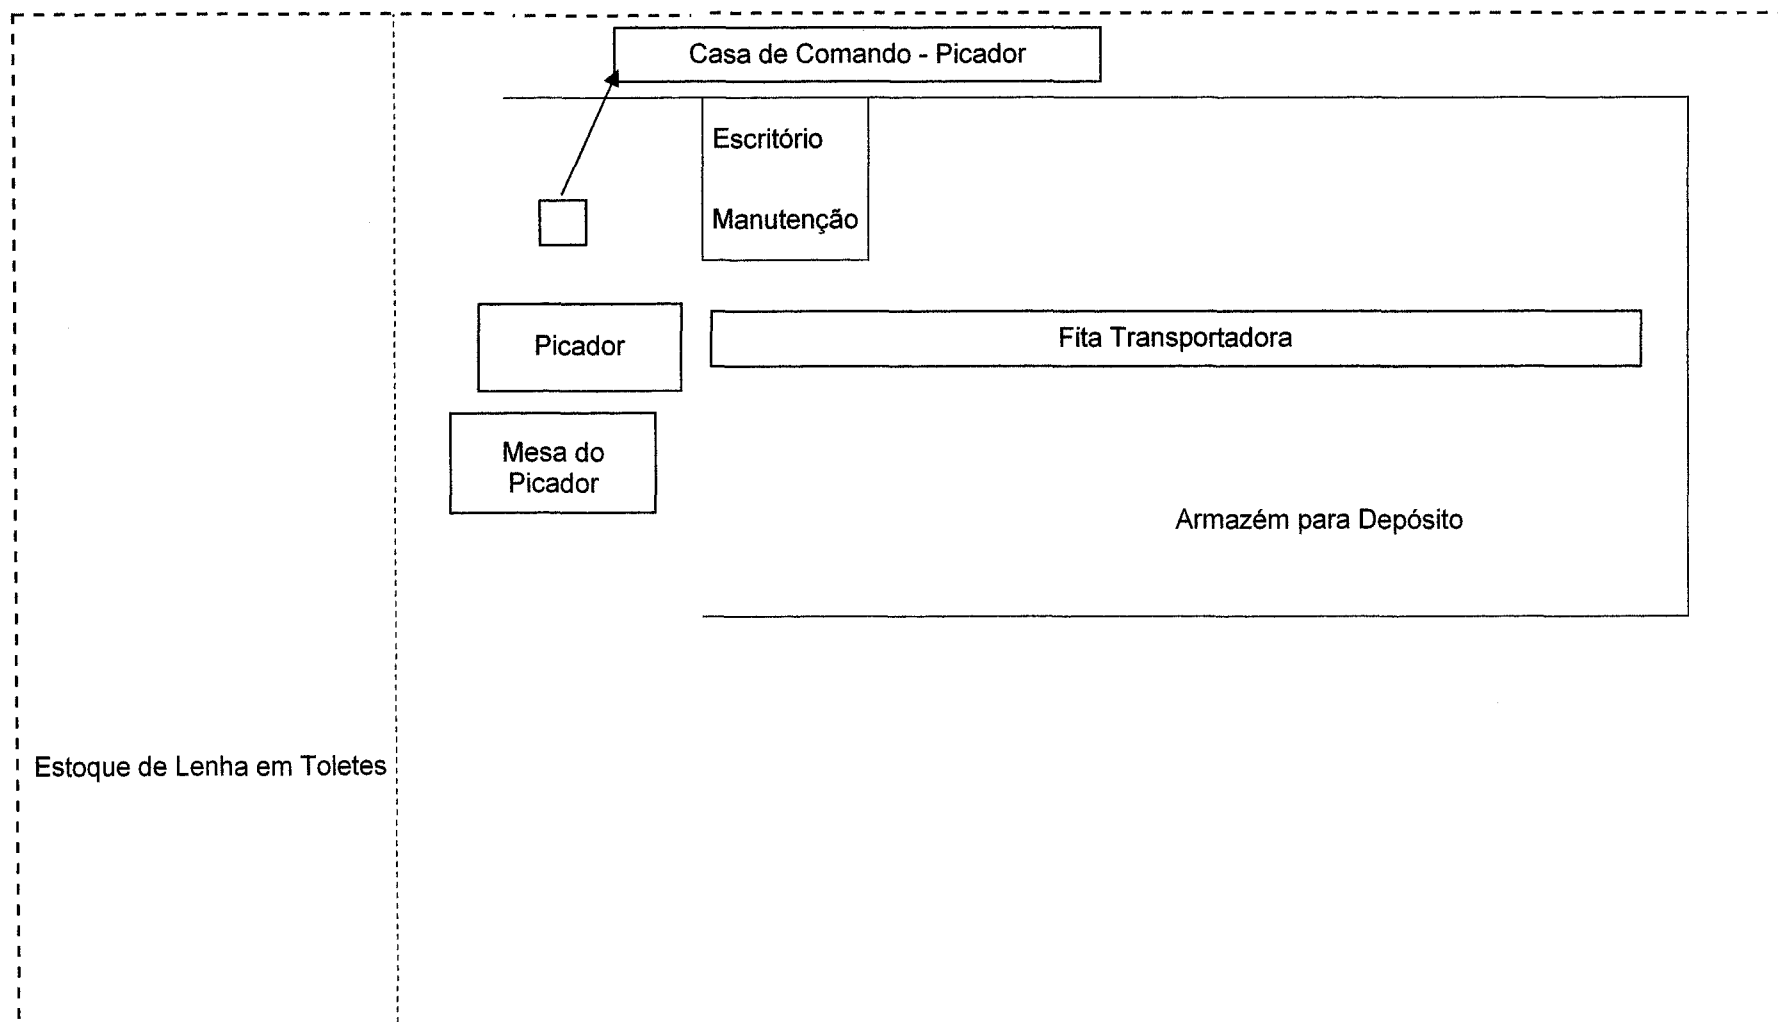 Casa de Comando - Picador
Escritório
Manutenção
Picador
Fita Transportadora
Mesa do
Picador
Armazém para Depósito
Estoque de Lenha em Toletes